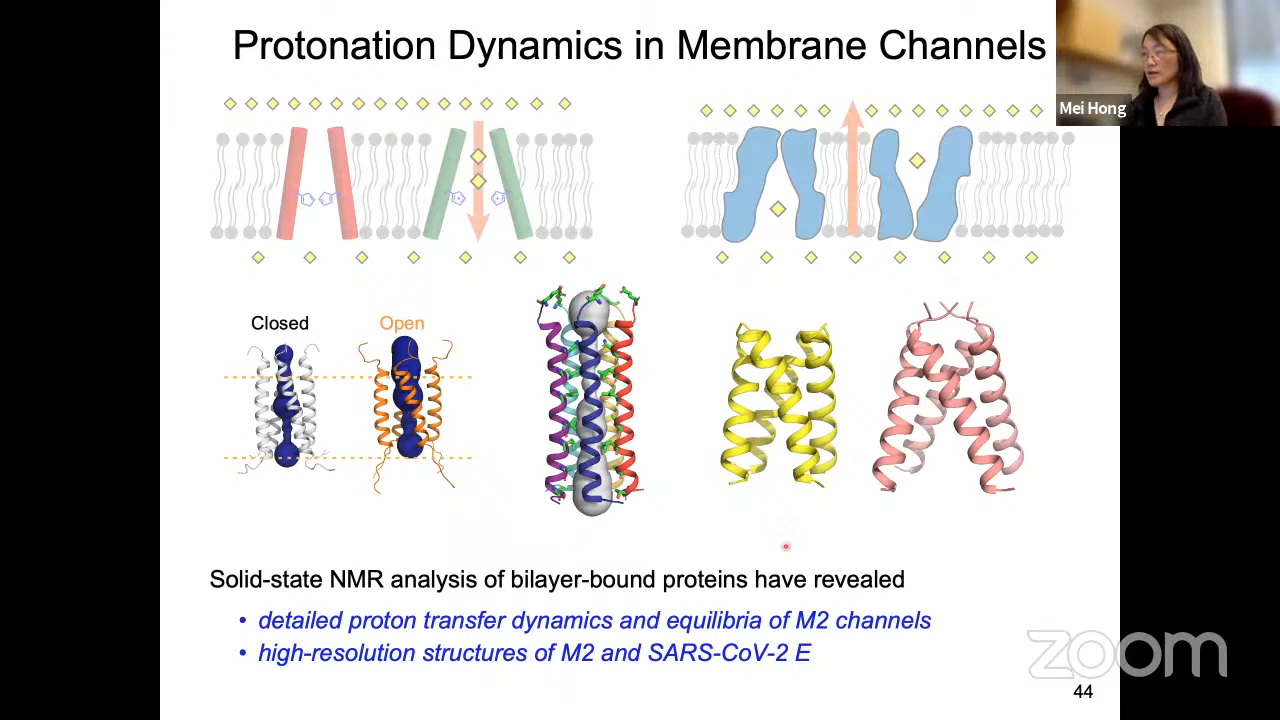 Protonation Dynamics in Membrane Channels
Mei Hong
Closed
Open
Solid-state NMR analysis of bilayer-bound proteins have revealed
• detailed proton transfer dynamics and equilibria of M2 channels
• high-resolution structures of M2 and SARS-CoV-2 E
zoom
44